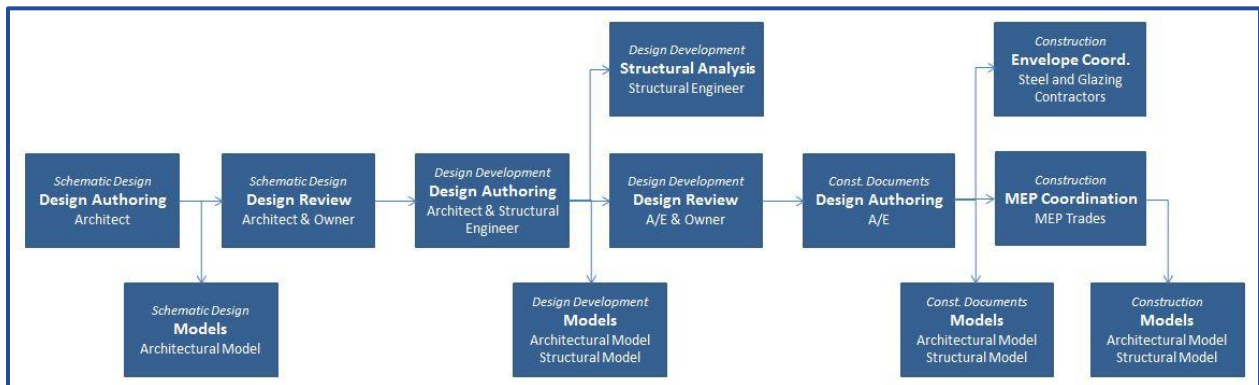 Design Development
Structural Analysis
Structural Engineer
Construction
Envelope Coord.
Steel and Glazing
Contractors
Schematic Design
Design Authoring
Architect
Schematic Design
Design Review
Architect & Owner
Design Development
Design Authoring
Architect & Structural
Engineer
Design Development
Design Review
A/E & Owner
Const. Documents
Design Authoring
A/E
Construction
MEP Coordination
MEP Trades
Schematic Design
Models
Architectural Model
Design Development
Models
Architectural Model
Structural Model
Const. Documents
Models
Architectural Model
Structural Model
Construction
Models
Architectural Model
Structural Model